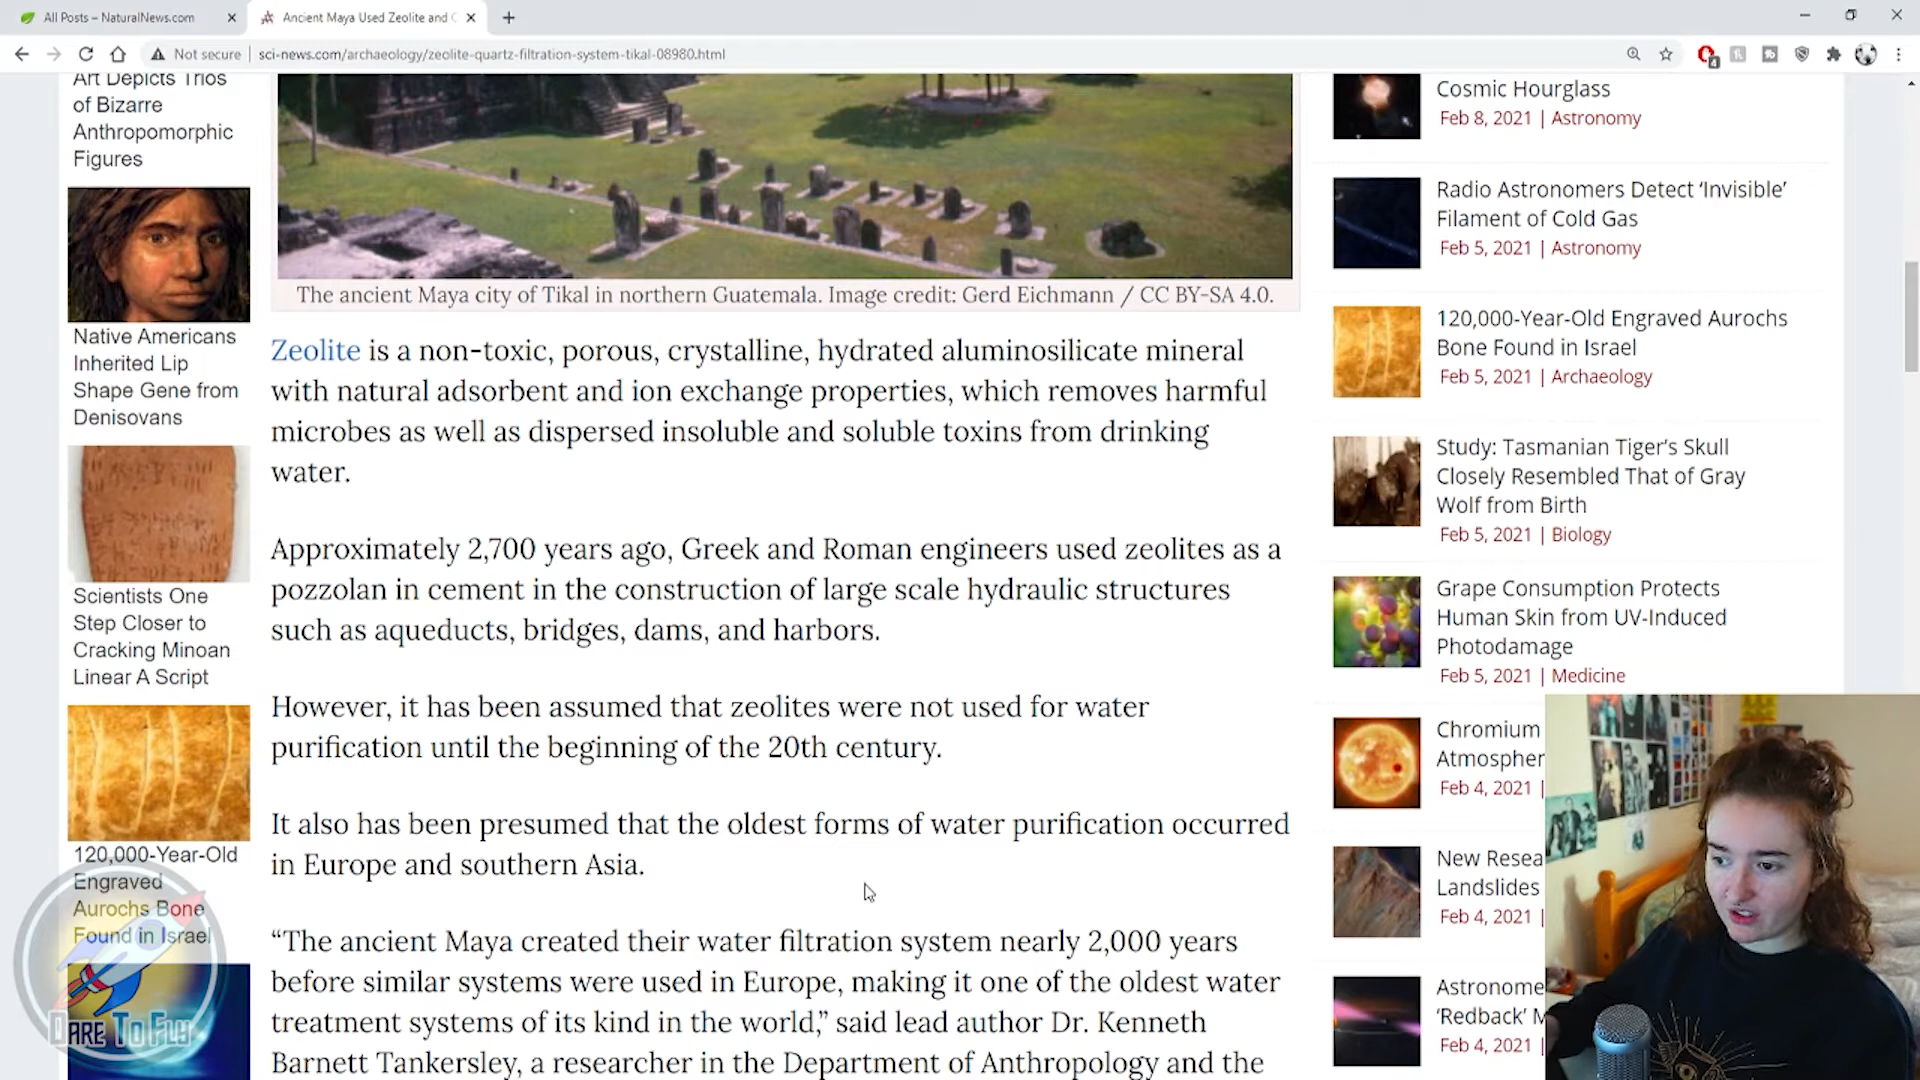 All Posts – NaturalNews.com
Ancient Maya Used Zeolite and
Not secure
sci-news.com/archaeology/zeolite-quartz-filtration-system-tikal-08980.html
4
Art Depicts Trios
of Bizarre
Anthropomorphic
Figures
Native Americans
Inherited Lip
Shape Gene from
Denisovans
Scientists One
Step Closer to
Cracking Minoan
Linear A Script
120,000-Year-Old
Engraved
Aurochs Bone
Found in Israel
DARE TO FLY
The ancient Maya city of Tikal in northern Guatemala. Image credit: Gerd Eichmann / CC BY-SA 4.0.
Zeolite is a non-toxic, porous, crystalline, hydrated aluminosilicate mineral
with natural adsorbent and ion exchange properties, which removes harmful
microbes as well as dispersed insoluble and soluble toxins from drinking
water.
Approximately 2,700 years ago, Greek and Roman engineers used zeolites as a
pozzolan in cement in the construction of large scale hydraulic structures
such as aqueducts, bridges, dams, and harbors.
However, it has been assumed that zeolites were not used for water
purification until the beginning of the 20th century.
It also has been presumed that the oldest forms of water purification occurred
in Europe and southern Asia.
“The ancient Maya created their water filtration system nearly 2,000 years
before similar systems were used in Europe, making it one of the oldest water
treatment systems of its kind in the world,” said lead author Dr. Kenneth
Barnett Tankersley, a researcher in the Department of Anthropology and the
Cosmic Hourglass
Feb 8, 2021 | Astronomy
Radio Astronomers Detect ‘Invisible’
Filament of Cold Gas
Feb 5, 2021 | Astronomy
120,000-Year-Old Engraved Aurochs
Bone Found in Israel
Feb 5, 2021 | Archaeology
Study: Tasmanian Tiger’s Skull
Closely Resembled That of Gray
Wolf from Birth
Feb 5, 2021 | Biology
Grape Consumption Protects
Human Skin from UV-Induced
Photodamage
Feb 5, 2021 | Medicine
Chromium
Atmospher
Feb 4, 2021 |
New Resea
Landslides
Feb 4, 2021 |
Astronome
‘Redback’ M
Feb 4, 2021 |